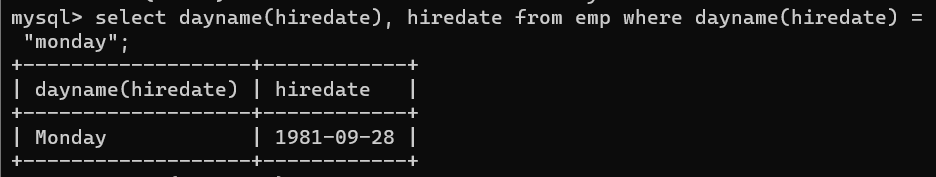 mysql> select dayname(hiredate), hiredate from emp where dayname(hiredate) =
 "monday";
+-------------------+------------+
| dayname(hiredate) | hiredate   |
+-------------------+------------+
| Monday            | 1981-09-28 |
+-------------------+------------+